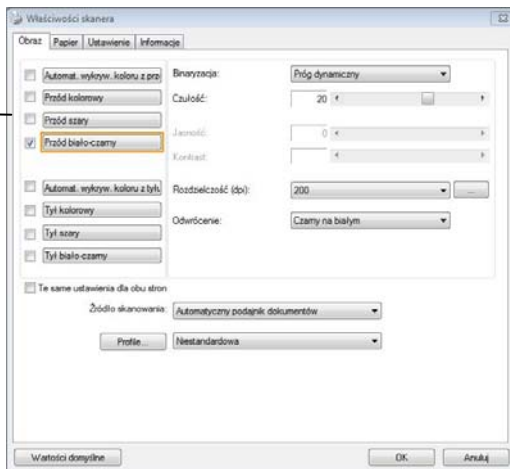 Właściwości skanera
Obraz Papier Ustawienie Informacje
Automat. wykryw. koloru z prz
Przód kolorowy
Przód szary
Przód biało-czarny
Automat. wykryw. koloru z tyłu
Tył kolorowy
Tył szary
Tył biało-czarny
Binaryzacja: Próg dynamiczny
Czułość: 20
Jasność: 0
Kontrast:
Rozdzielczość (dpi): 200 ...
Odwrócenie: Czarny na białym
Te same ustawienia dla obu stron
Źródło skanowania: Automatyczny podajnik dokumentów
Profile... Niestandardowa
Wartości domyślne OK Anuluj